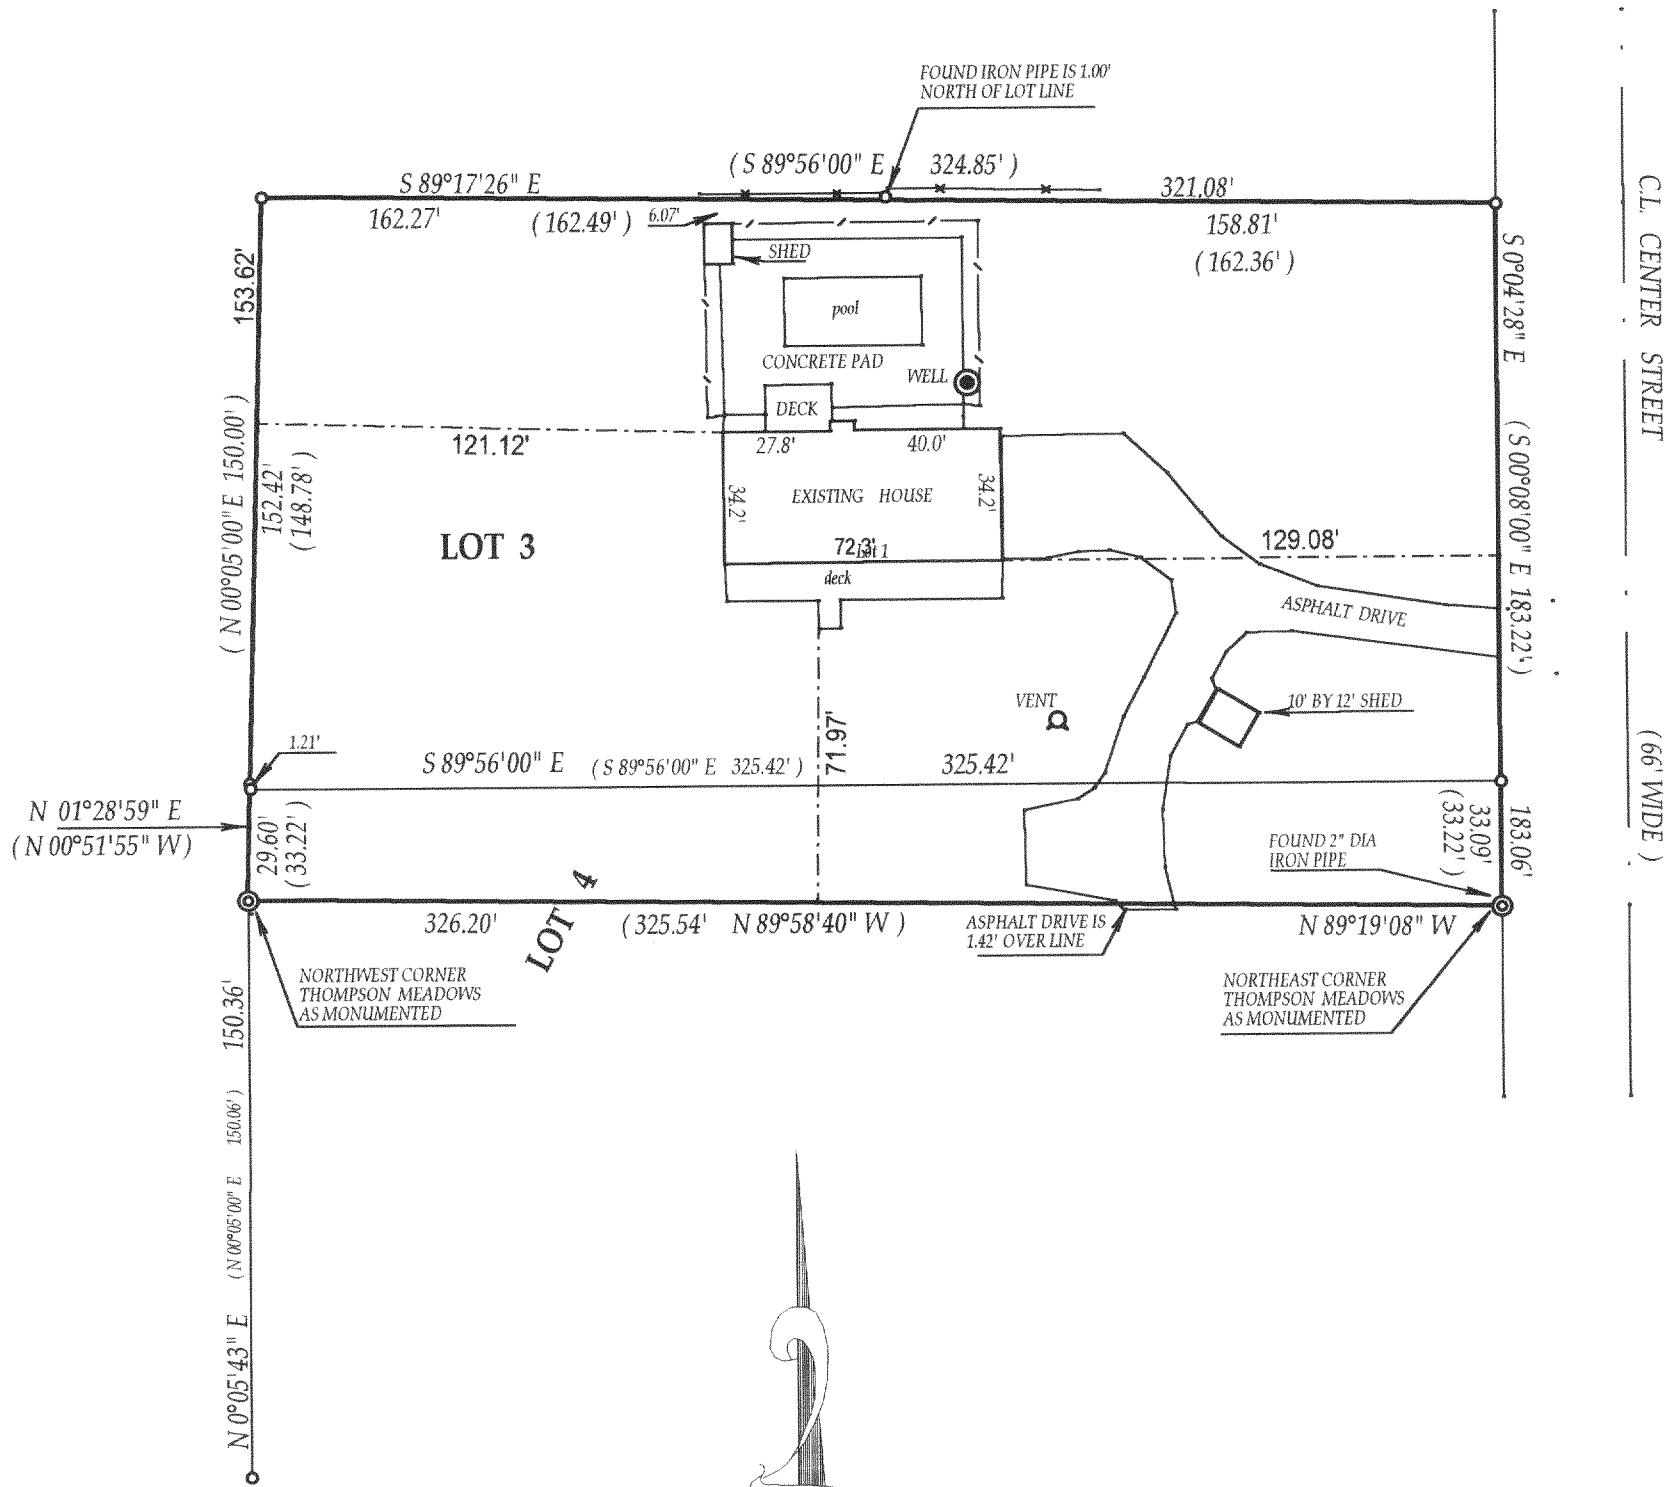 FOUND IRON PIPE IS 1.00'
NORTH OF LOT LINE
( S 89°56'00" E 324.85' )
S 89°17'26" E
321.08'
162.27'
( 162.49' )
6.07'
158.81'
( 162.36' )
SHED
pool
CONCRETE PAD
WELL
DECK
153.62'
( N 00°05'00" E 150.00' )
152.42'
( 148.78' )
121.12'
27.8'
40.0'
34.2'
EXISTING HOUSE
34.2'
72.3'
deck
LOT 3
129.08'
ASPHALT DRIVE
S 0°04'28" E
( S 00°08'00" E 183.22' )
C.L. CENTER STREET
( 66' WIDE )
VENT
10' BY 12' SHED
1.21'
S 89°56'00" E
( S 89°56'00" E 325.42' )
71.97'
325.42'
N 01°28'59" E
( N 00°51'55" W )
29.60'
( 33.22' )
FOUND 2" DIA
IRON PIPE
183.06'
33.09'
( 33.22' )
LOT 4
326.20'
( 325.54' N 89°58'40" W )
ASPHALT DRIVE IS
1.42' OVER LINE
N 89°19'08" W
NORTHWEST CORNER
THOMPSON MEADOWS
AS MONUMENTED
NORTHEAST CORNER
THOMPSON MEADOWS
AS MONUMENTED
150.36'
( N 00°05'00" E 150.06' )
N 0°05'43" E